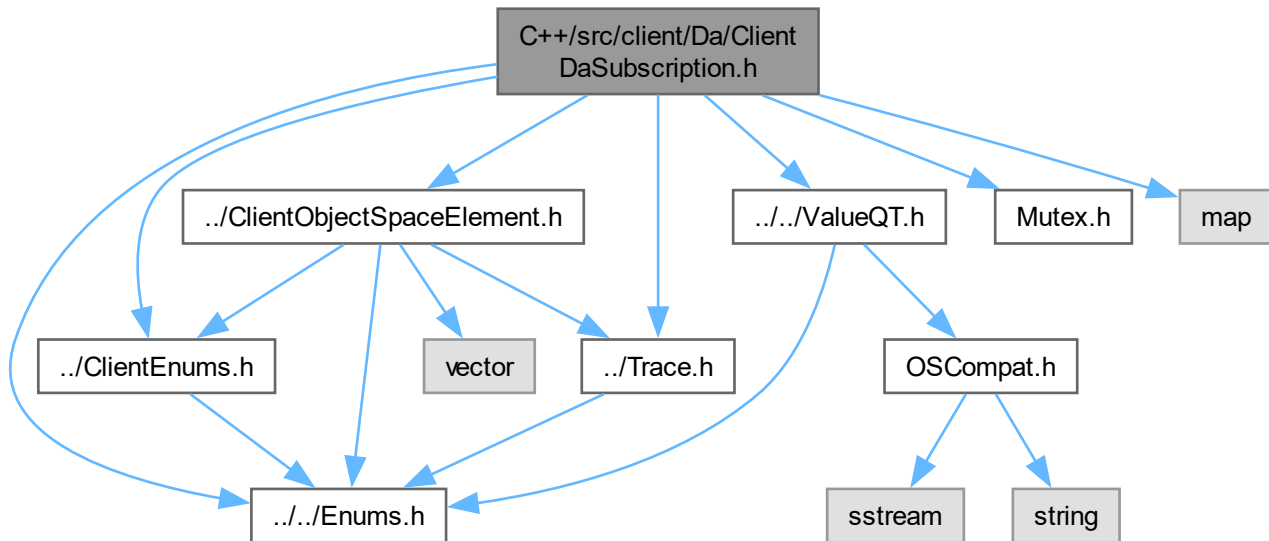 C++/src/client/Da/Client
DaSubscription.h
../ClientObjectSpaceElement.h
../../ValueQT.h
Mutex.h
map
../ClientEnums.h
vector
../Trace.h
OSCompat.h
../../Enums.h
sstream
string